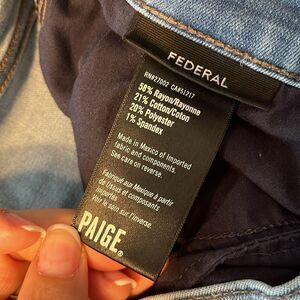 FEDERAL
RN#27002 CA#51217
58% Rayon/Rayonne
21% Cotton/Coton
20% Polyester
1% Spandex
Made in Mexico of Imported
fabric and components.
See care on reverse.
Fabriqué aux Mexique à partir
de tissus et composants
importés
Voir le soin sur l'inverse.
PAIGE®